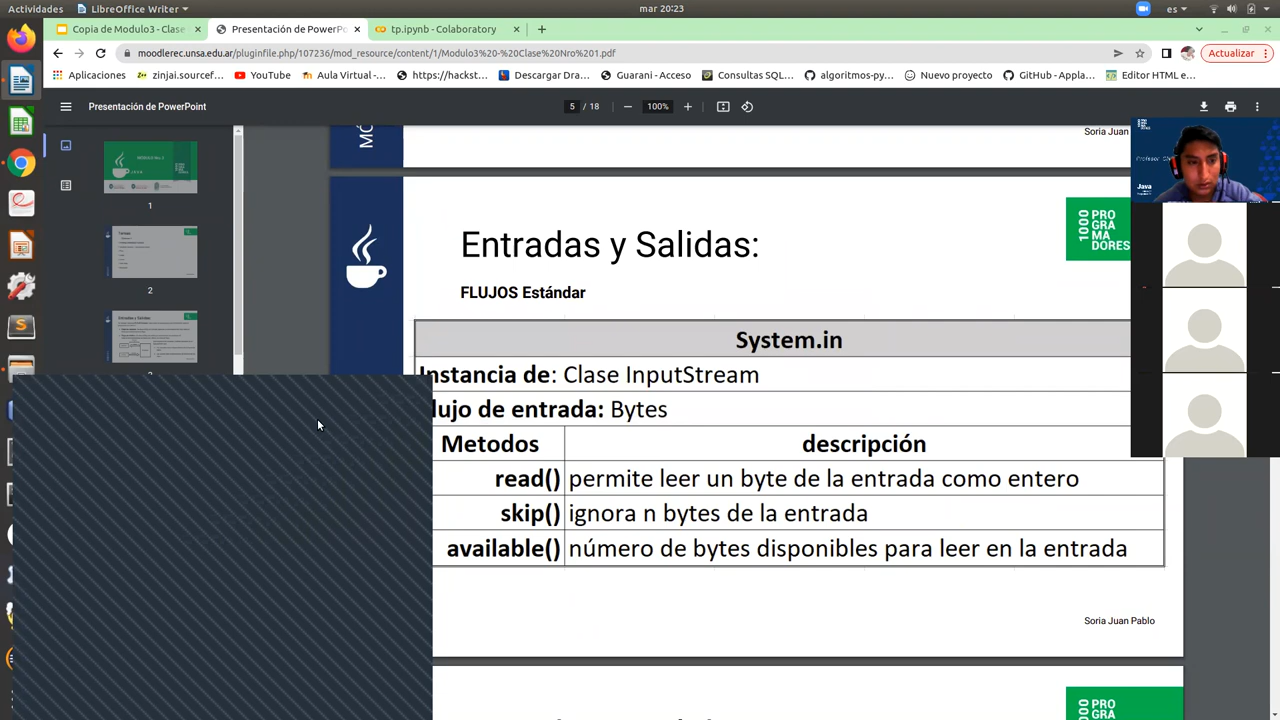 Actividades
LibreOffice Writer
mar 20:23
es
Copia de Modulo3 - Clase
Presentación de PowerPo
tp.ipynb - Colaboratory
moodlerec.unsa.edu.ar/pluginfile.php/107236/mod_resource/content/1/Modulo3%20-%20Clase%20Nro%201.pdf
Actualizar
Aplicaciones
zinjai.sourcef...
YouTube
Aula Virtual -...
https://hackst...
Descargar Dra...
Guarani - Acceso
Consultas SQL...
algoritmos-py...
Nuevo proyecto
GitHub - Appla...
Editor HTML e...
Presentación de PowerPoint
5 / 18
100%
1
2
MÓ
Soria Juan
Entradas y Salidas:
1000
PRO
GRA
MA
DORES
FLUJOS Estándar
System.in
Instancia de: Clase InputStream
lujo de entrada: Bytes
Metodos
descripción
read()
permite leer un byte de la entrada como entero
skip()
ignora n bytes de la entrada
available()
número de bytes disponibles para leer en la entrada
Soria Juan Pablo
Java
1000
PRO
GRA